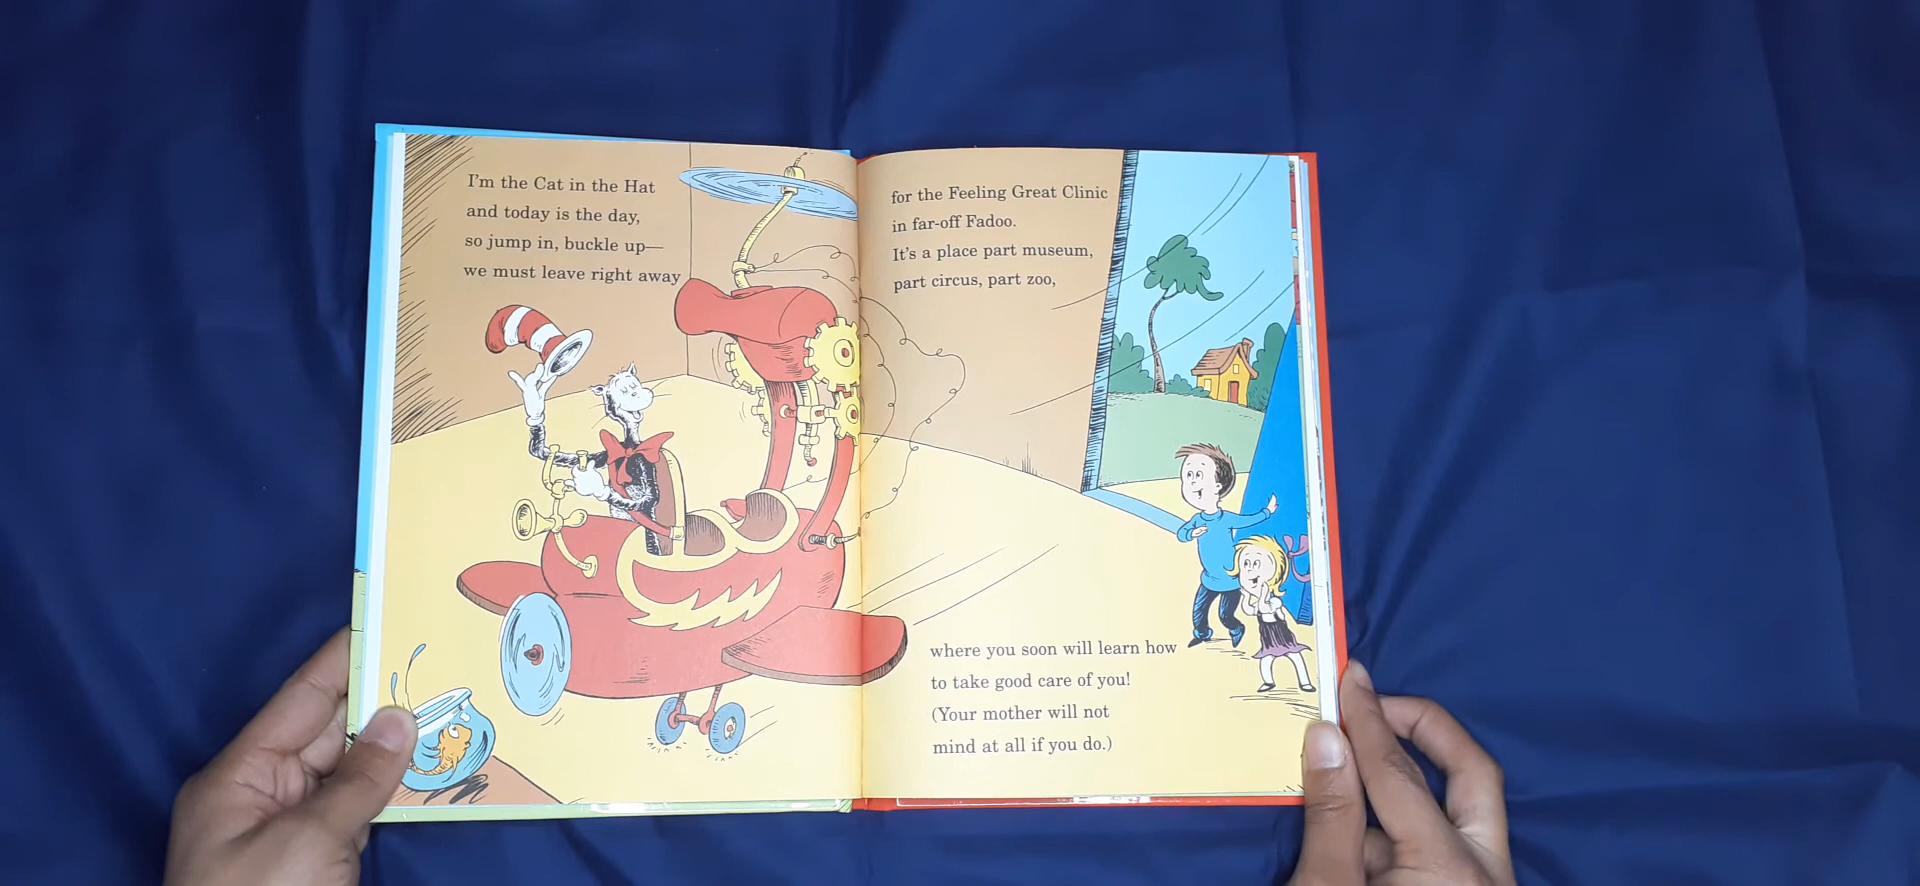 I'm the Cat in the Hat
and today is the day,
so jump in, buckle up—
we must leave right away
for the Feeling Great Clinic
in far-off Fadoo.
It's a place part museum,
part circus, part zoo,
where you soon will learn how
to take good care of you!
(Your mother will not
mind at all if you do.)